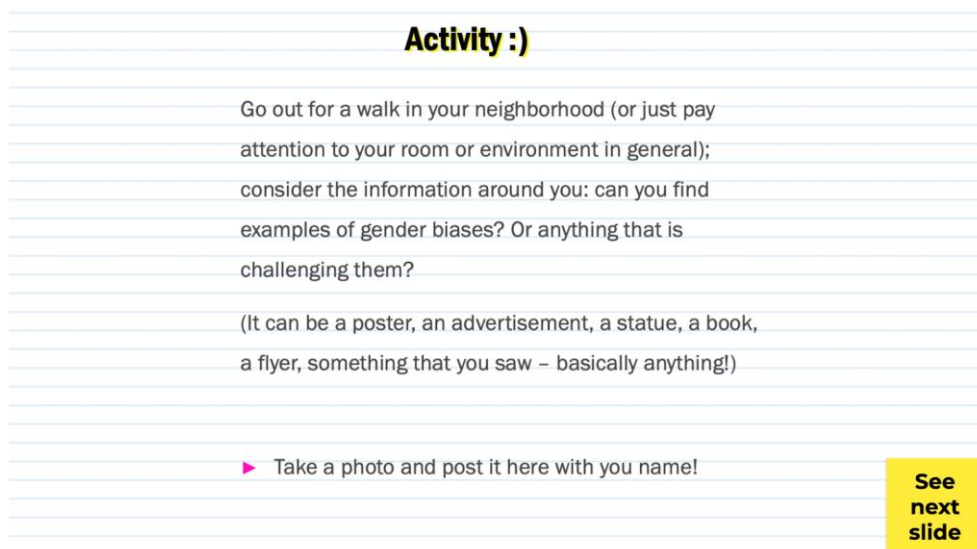 Activity :)
Go out for a walk in your neighborhood (or just pay
attention to your room or environment in general);
consider the information around you: can you find
examples of gender biases? Or anything that is
challenging them?
(It can be a poster, an advertisement, a statue, a book,
a flyer, something that you saw – basically anything!)
► Take a photo and post it here with you name!
See
next
slide